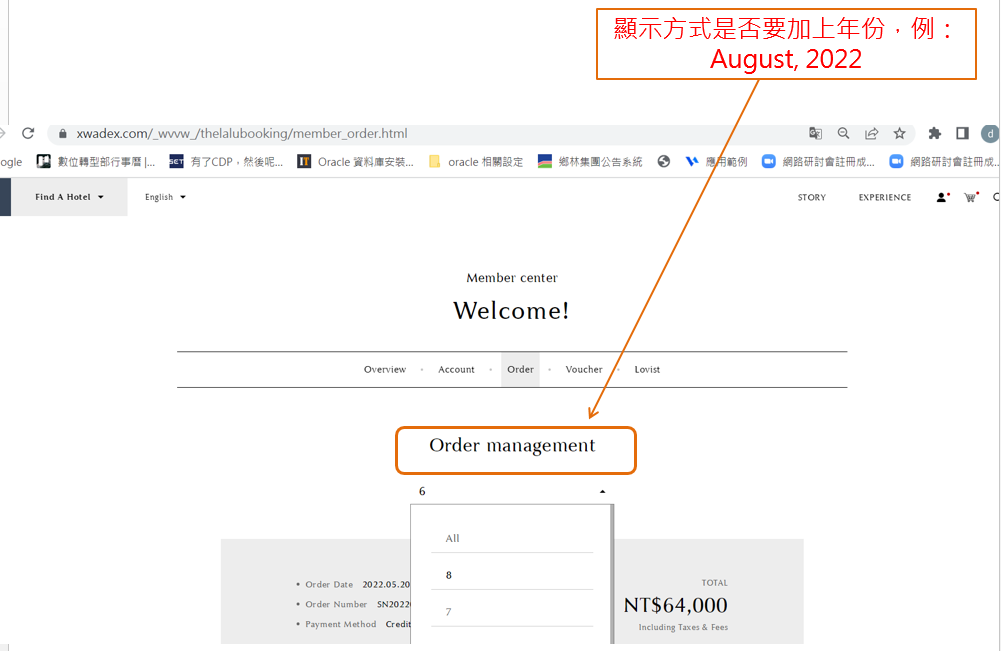 顯示方式是否要加上年份，例：
August, 2022
xwadex.com/_wvvw_/thelalubooking/member_order.html
d
ogle 數位轉型部行事曆|... SET 有了CDP，然後呢... Oracle 資料庫安裝... oracle 相關設定 鄉林集團公告系統 應用範例 網路研討會註冊成... 網路研討會註冊成...
Find A Hotel English STORY EXPERIENCE
Member center
Welcome!
Overview • Account • Order • Voucher • Lovist
Order management
6
All
8
7
• Order Date 2022.05.20
• Order Number SN2022
• Payment Method Credit
TOTAL
NT$64,000
Including Taxes & Fees